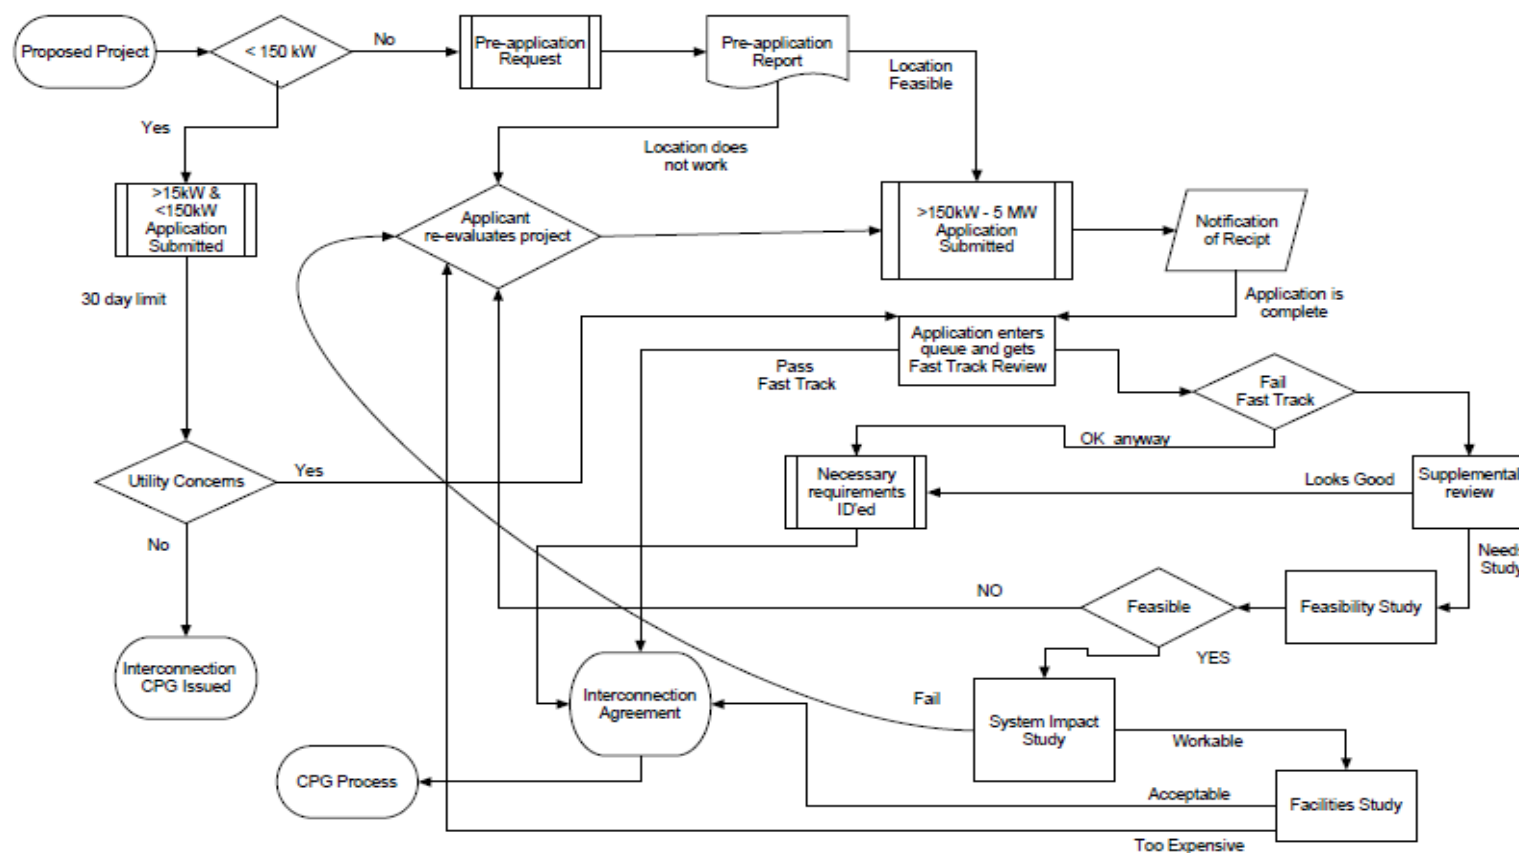 Proposed Project
< 150 kW
No
Pre-application
Request
Pre-application
Report
Location
Feasible
Yes
Location does
not work
>15kW &
<150kW
Application
Submitted
Applicant
re-evaluates project
>150kW - 5 MW
Application
Submitted
Notification
of Recipt
30 day limit
Application is
complete
Application enters
queue and gets
Fast Track Review
Pass
Fast Track
Fail
Fast Track
OK anyway
Utility Concerns
Yes
Necessary
requirements
ID'ed
Looks Good
Supplemental
review
No
Needs
Study
NO
Feasible
Feasibility Study
YES
Interconnection
CPG Issued
Interconnection
Agreement
Fail
System Impact
Study
Workable
CPG Process
Acceptable
Facilities Study
Too Expensive